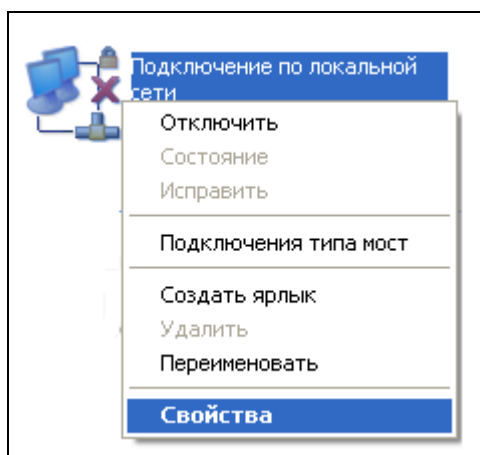 Подключение по локальной
сети
Отключить
Состояние
Исправить
Подключения типа мост
Создать ярлык
Удалить
Переименовать
Свойства